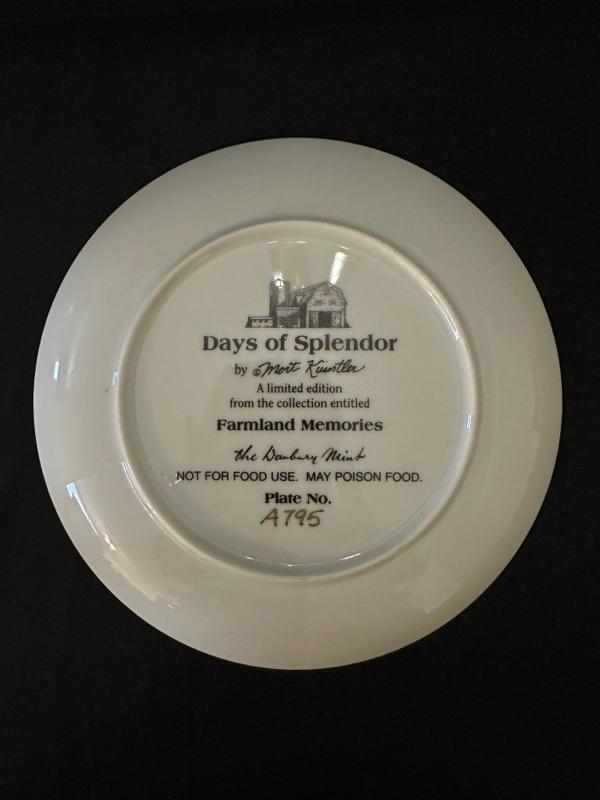 Days of Splendor
by © Mort Künstler
A limited edition
from the collection entitled
Farmland Memories
the Danbury Mint
NOT FOR FOOD USE. MAY POISON FOOD.
Plate No.
A795